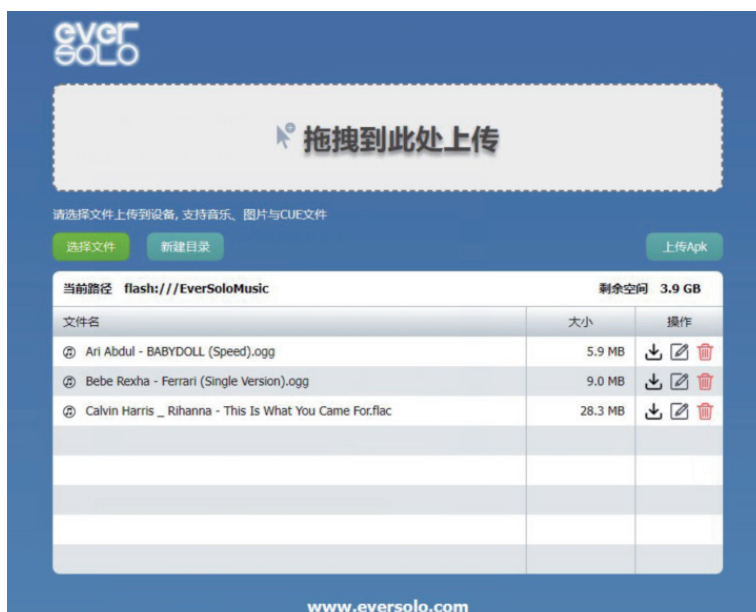 ever
SOLO
拖拽到此处上传
请选择文件上传到设备, 支持音乐、图片与CUE文件
选择文件 新建目录 上传Apk
当前路径 flash:///EverSoloMusic 剩余空间 3.9 GB
文件名 大小 操作
Ari Abdul - BABYDOLL (Speed).ogg 5.9 MB
Bebe Rexha - Ferrari (Single Version).ogg 9.0 MB
Calvin Harris _ Rihanna - This Is What You Came For.flac 28.3 MB
www.eversolo.com